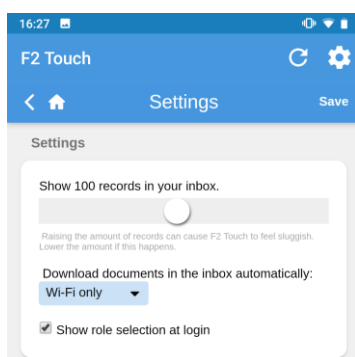 16:27
F2 Touch
Settings Save
Settings
Show 100 records in your inbox.
Raising the amount of records can cause F2 Touch to feel sluggish.
Lower the amount if this happens.
Download documents in the inbox automatically:
Wi-Fi only
Show role selection at login